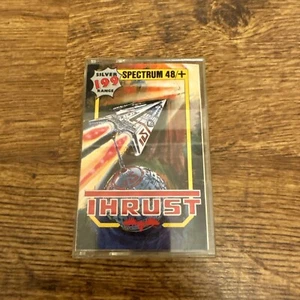 SILVER
199
RANGE
SPECTRUM 48/+
THRUST